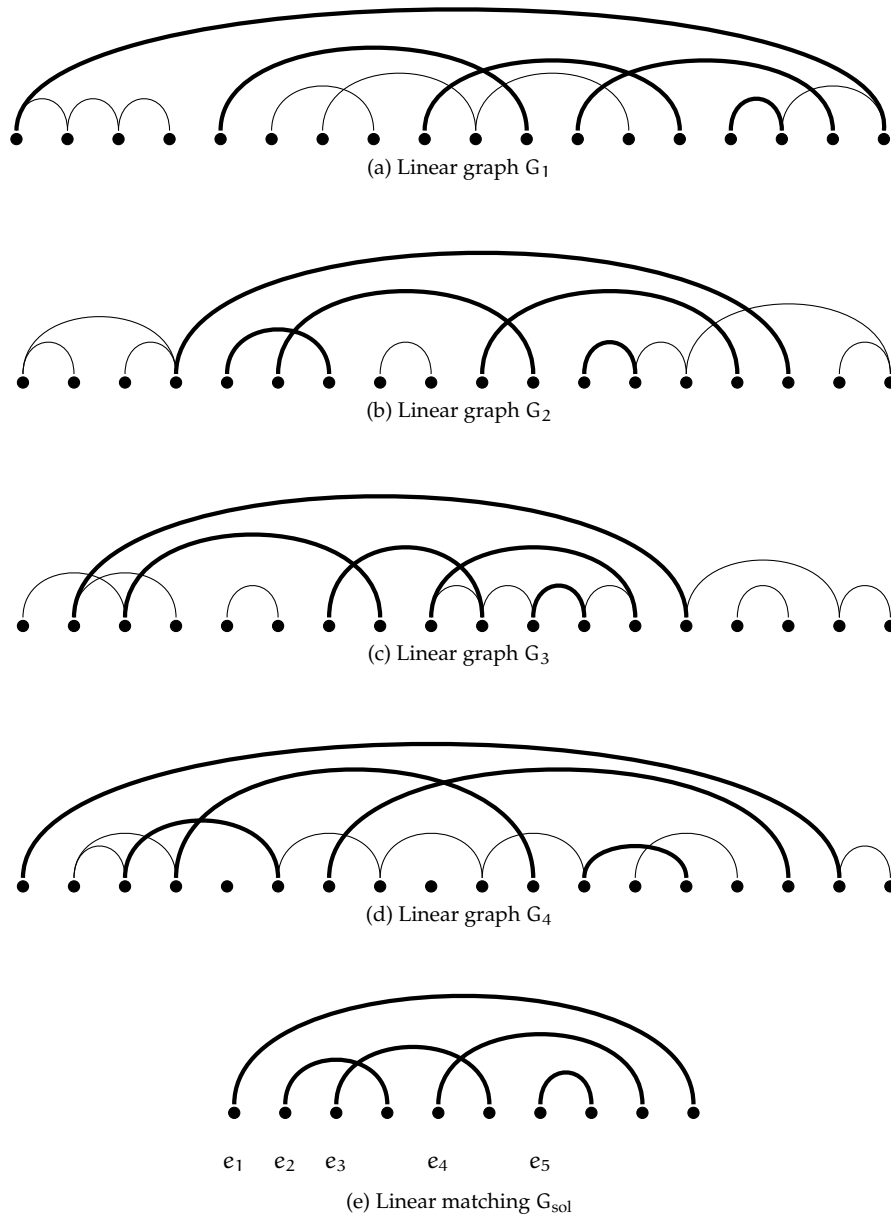 (a) Linear graph G₁
(b) Linear graph G₂
(c) Linear graph G₃
(d) Linear graph G₄
e₁ e₂ e₃ e₄ e₅
(e) Linear matching Gₛₒₗ